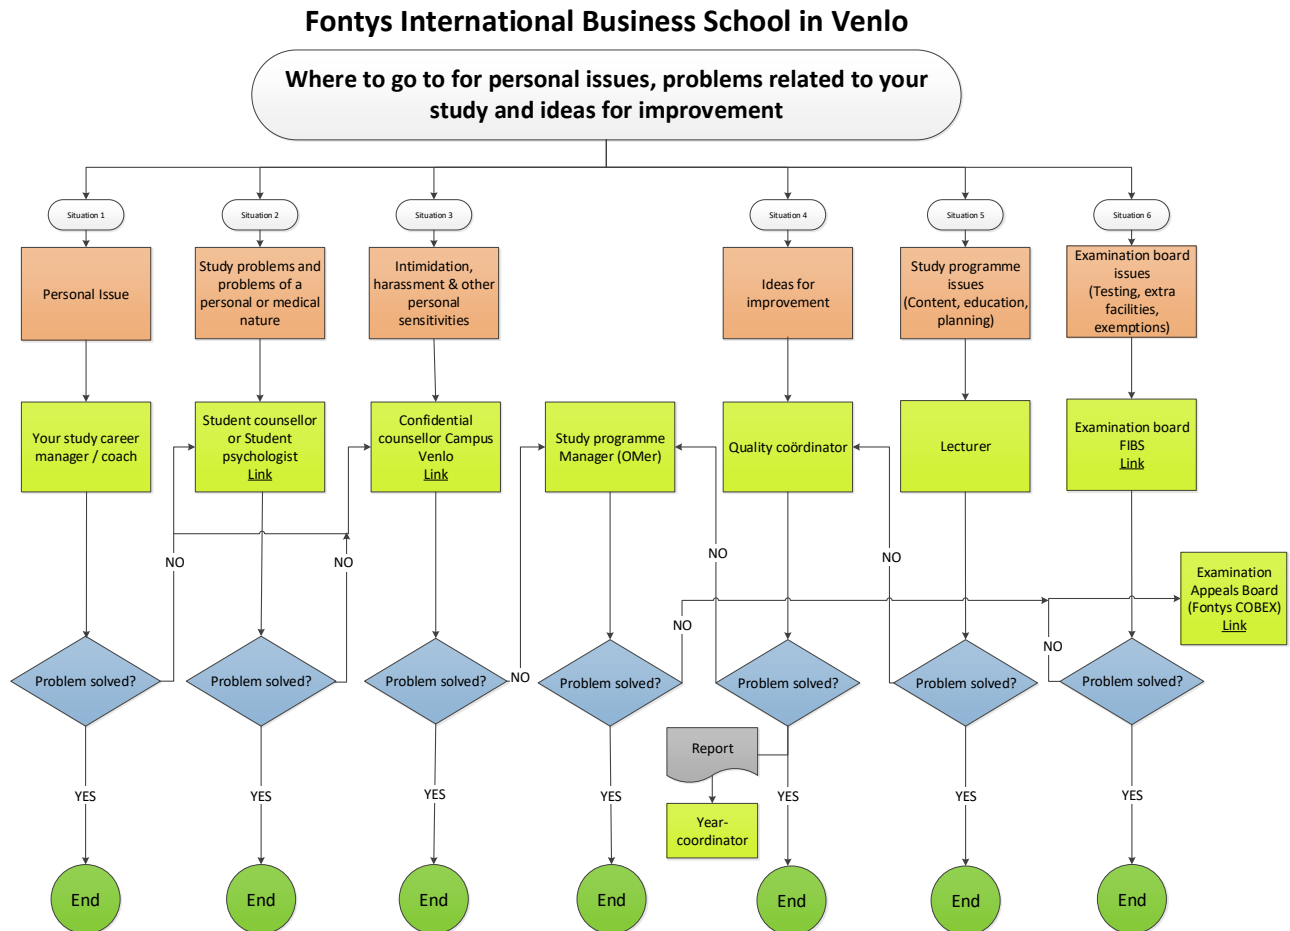 Fontys International Business School in Venlo
Where to go to for personal issues, problems related to your
study and ideas for improvement
Situation 1
Situation 2
Situation 3
Situation 4
Situation 5
Situation 6
Personal Issue
Study problems and
problems of a
personal or medical
nature
Intimidation,
harassment & other
personal
sensitivities
Ideas for
improvement
Study programme
issues
(Content, education,
planning)
Examination board
issues
(Testing, extra
facilities,
exemptions)
Your study career
manager / coach
Student counsellor
or Student
psychologist
Link
Confidential
counsellor Campus
Venlo
Link
Study programme
Manager (OMer)
Quality coördinator
Lecturer
Examination board
FIBS
Link
NO
NO
NO
NO
NO
NO
NO
Examination
Appeals Board
(Fontys COBEX)
Link
Problem solved?
Problem solved?
Problem solved?
Problem solved?
Problem solved?
Problem solved?
Problem solved?
Report
Year-
coordinator
YES
YES
YES
YES
YES
YES
YES
End
End
End
End
End
End
End